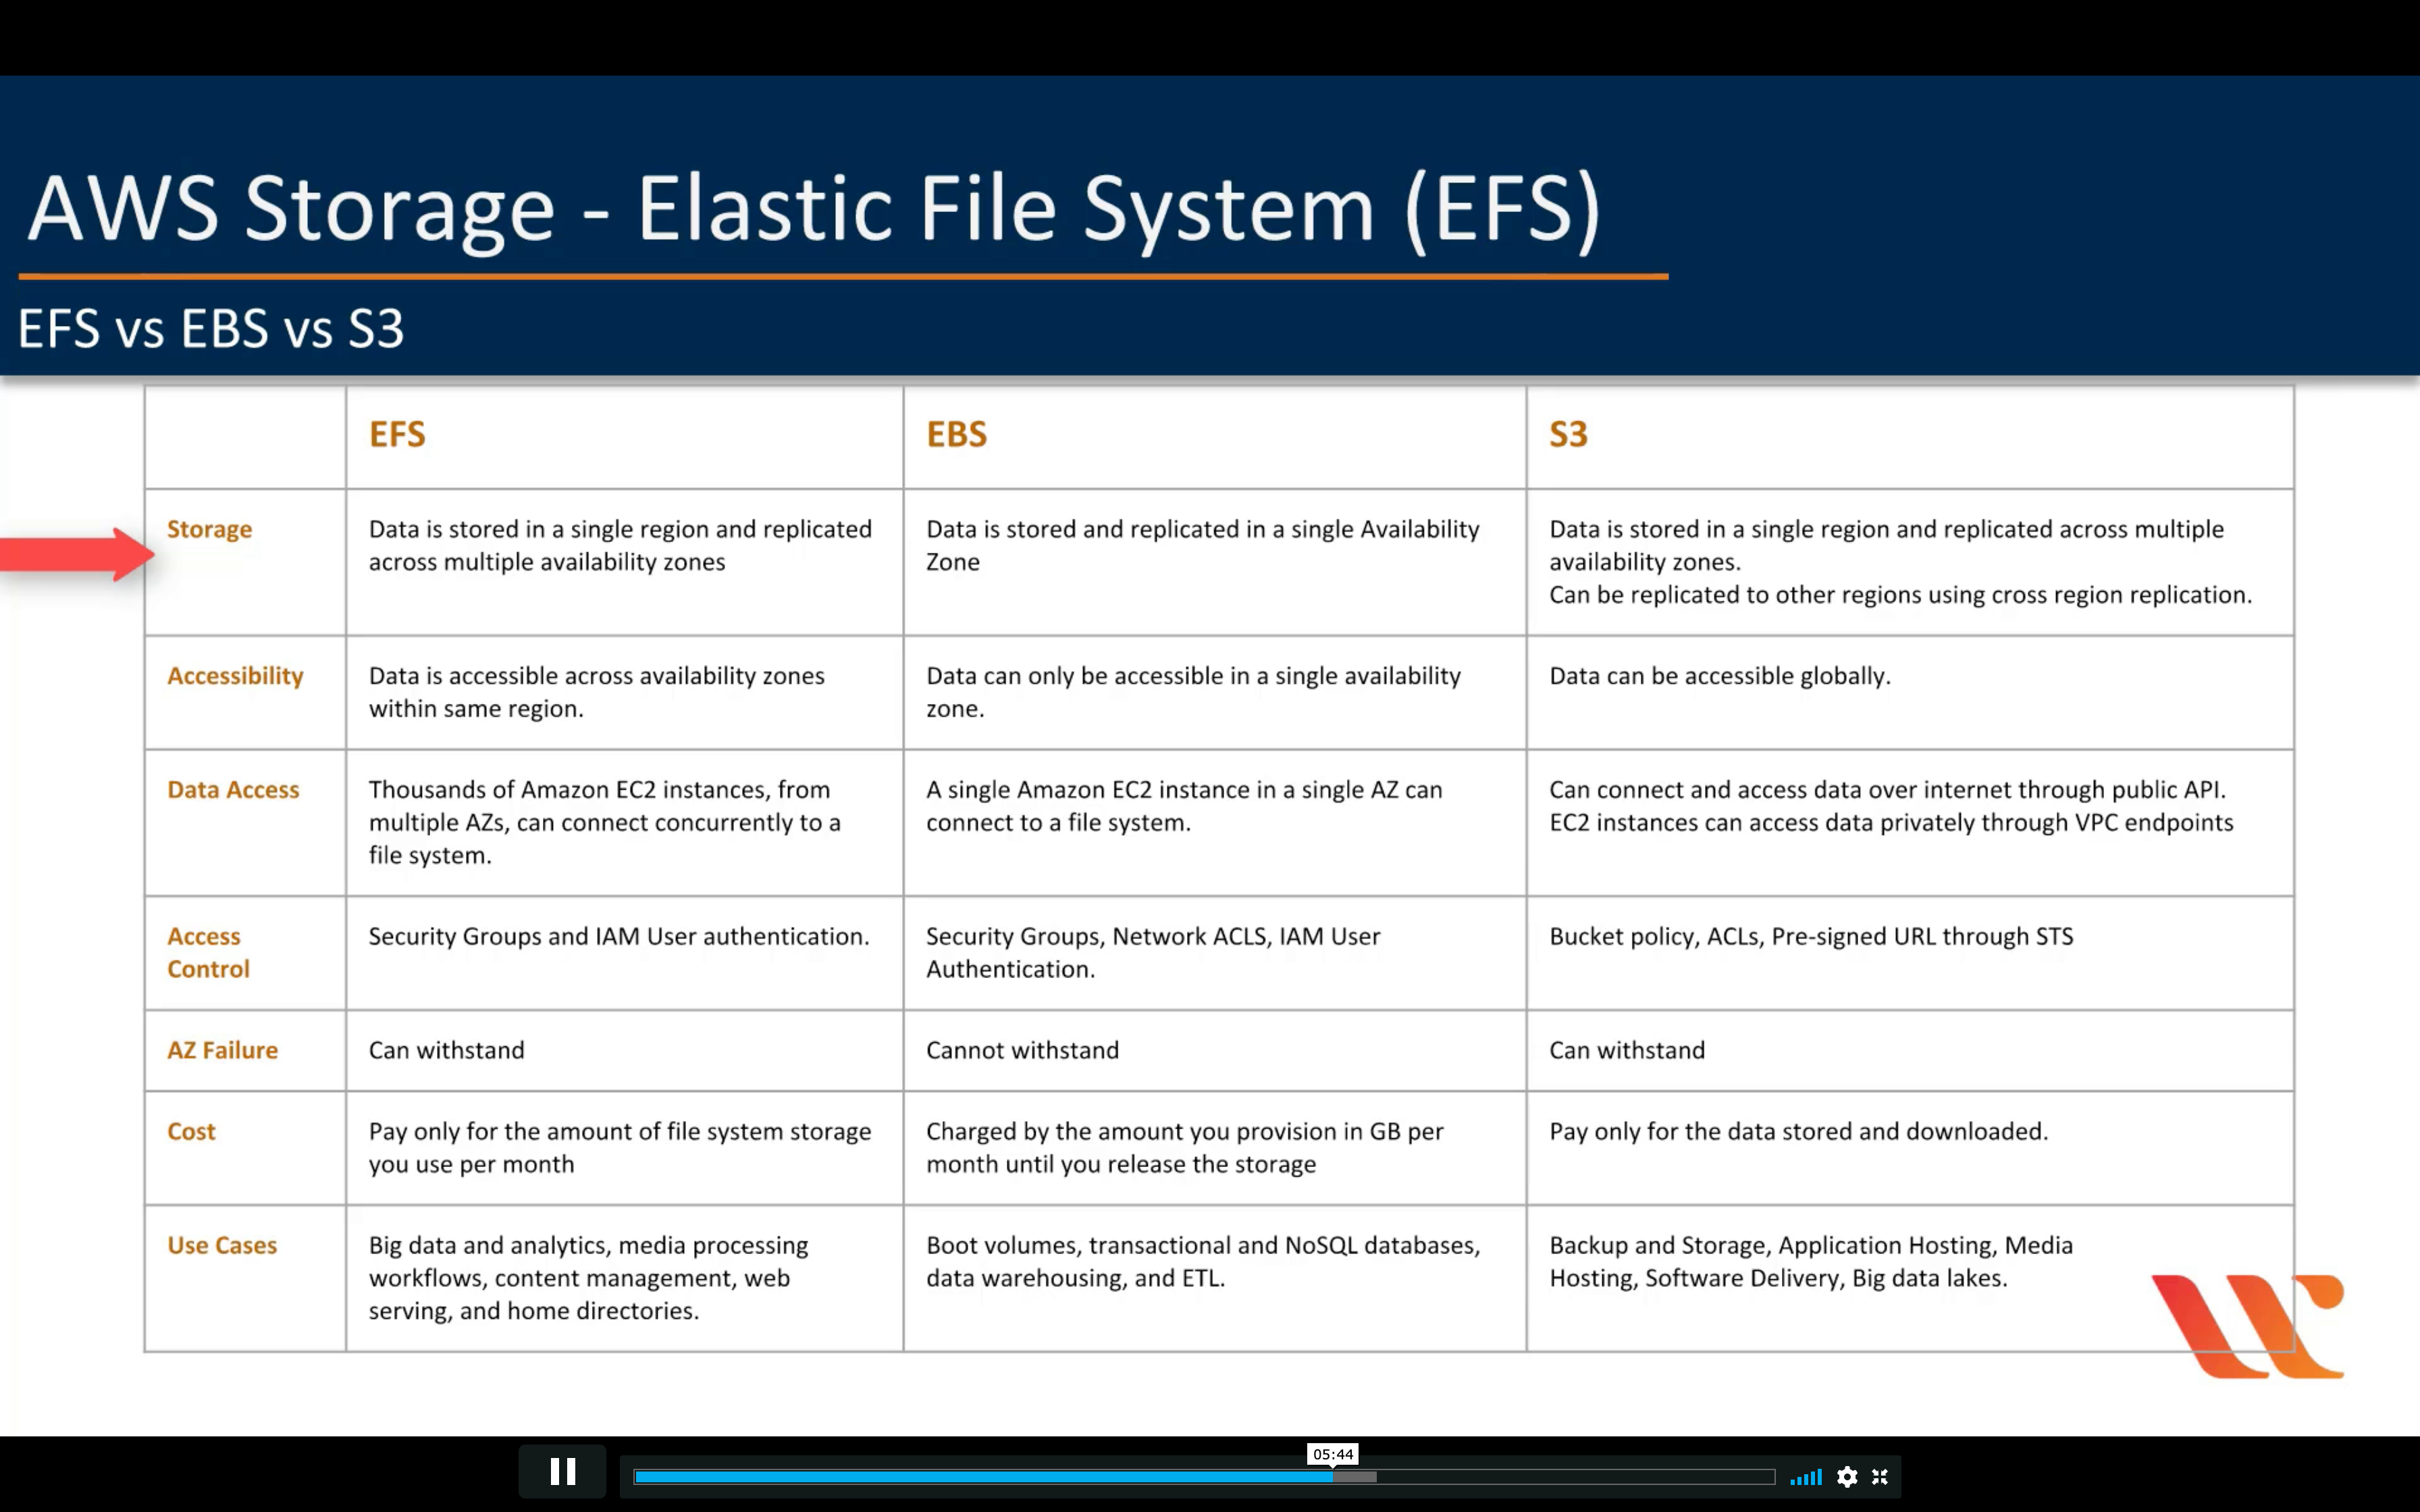 AWS Storage - Elastic File System (EFS)
EFS vs EBS vs S3
EFS
EBS
S3
Storage
Data is stored in a single region and replicated
across multiple availability zones
Data is stored and replicated in a single Availability
Zone
Data is stored in a single region and replicated across multiple
availability zones.
Can be replicated to other regions using cross region replication.
Accessibility
Data is accessible across availability zones
within same region.
Data can only be accessible in a single availability
zone.
Data can be accessible globally.
Data Access
Thousands of Amazon EC2 instances, from
multiple AZs, can connect concurrently to a
file system.
A single Amazon EC2 instance in a single AZ can
connect to a file system.
Can connect and access data over internet through public API.
EC2 instances can access data privately through VPC endpoints
Access
Control
Security Groups and IAM User authentication.
Security Groups, Network ACLS, IAM User
Authentication.
Bucket policy, ACLs, Pre-signed URL through STS
AZ Failure
Can withstand
Cannot withstand
Can withstand
Cost
Pay only for the amount of file system storage
you use per month
Charged by the amount you provision in GB per
month until you release the storage
Pay only for the data stored and downloaded.
Use Cases
Big data and analytics, media processing
workflows, content management, web
serving, and home directories.
Boot volumes, transactional and NoSQL databases,
data warehousing, and ETL.
Backup and Storage, Application Hosting, Media
Hosting, Software Delivery, Big data lakes.
05:44